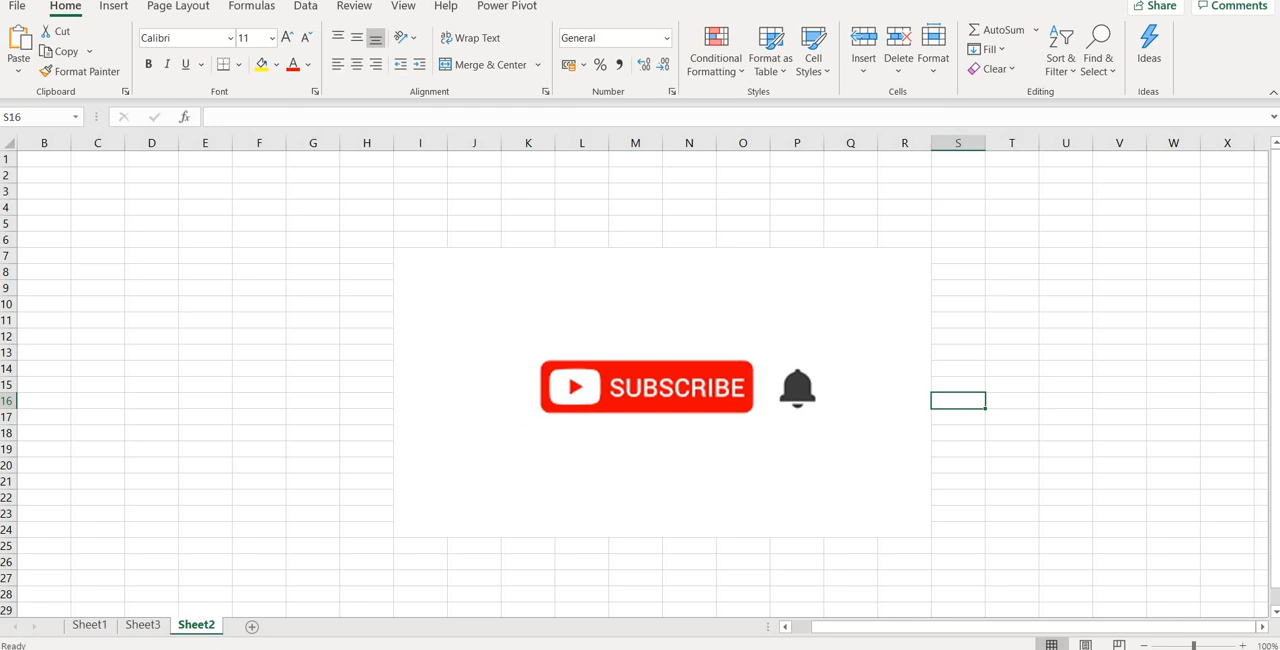 File Home Insert Page Layout Formulas Data Review View Help Power Pivot Share Comments
Paste Cut Copy Format Painter Clipboard
Calibri 11 B I U A Font
Wrap Text Merge & Center Alignment
General % Number
Conditional Formatting Format as Table Cell Styles Styles
Insert Delete Format Cells
AutoSum Fill Clear Sort & Filter Find & Select Editing
Ideas Ideas
S16 fx
B C D E F G H I J K L M N O P Q R S T U V W X
1
2
3
4
5
6
7
8
9
10
11
12
13
14
15
16
17
18
19
20
21
22
23
24
25
26
27
28
29
SUBSCRIBE
Sheet1 Sheet3 Sheet2
Ready 100%